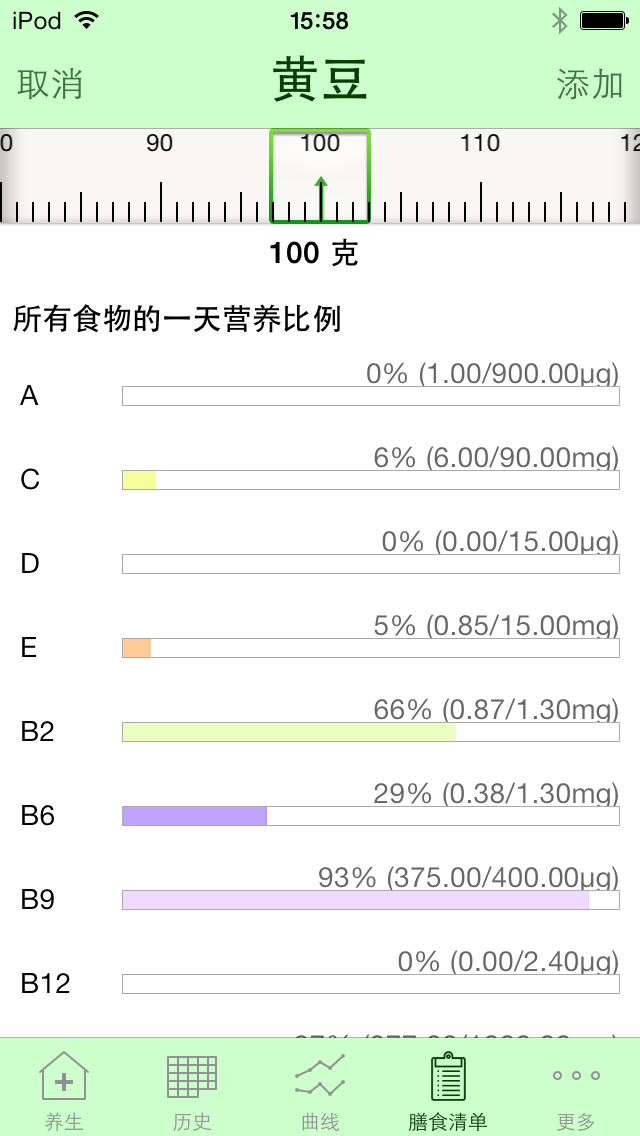 iPod 15:58
取消 黄豆 添加
0 90 100 110 12
100 克
所有食物的一天营养比例
0% (1.00/900.00µg)
A
6% (6.00/90.00mg)
C
0% (0.00/15.00µg)
D
5% (0.85/15.00mg)
E
66% (0.87/1.30mg)
B2
29% (0.38/1.30mg)
B6
93% (375.00/400.00µg)
B9
0% (0.00/2.40µg)
B12
养生 历史 曲线 膳食清单 更多